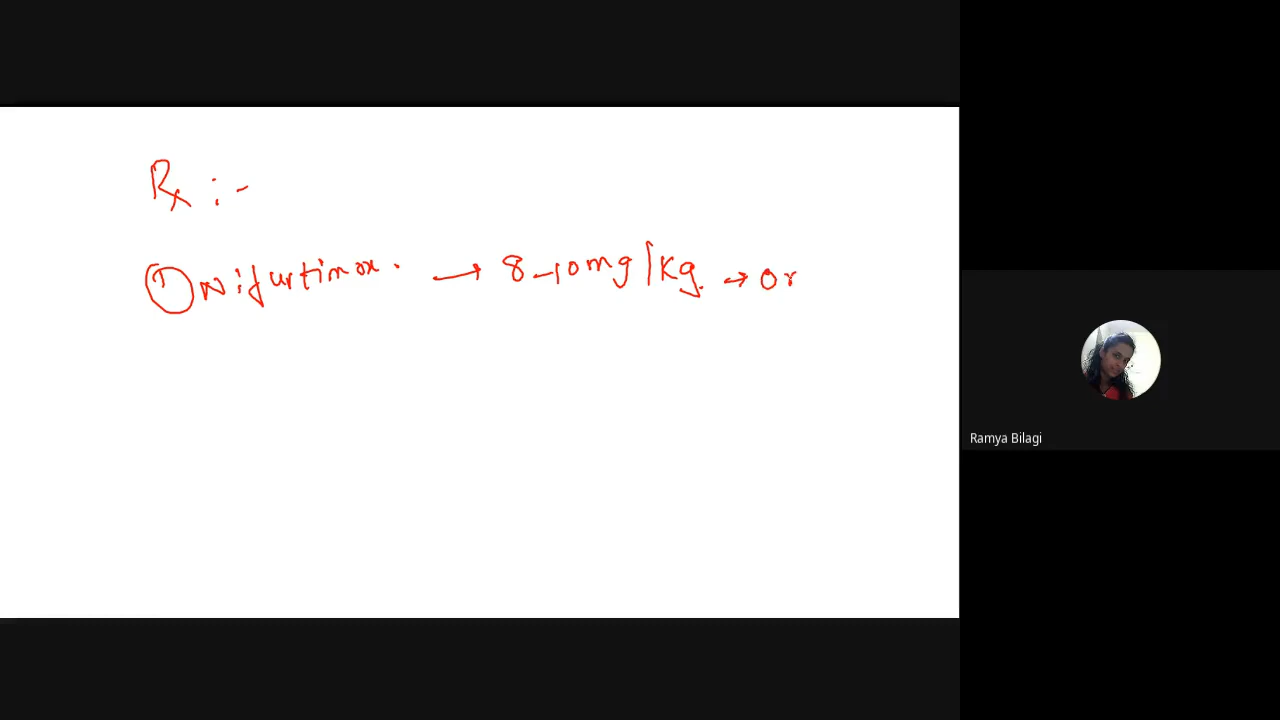 Rx :-
① Nifurtimox. → 8-10mg/kg. → or
Ramya Bilagi